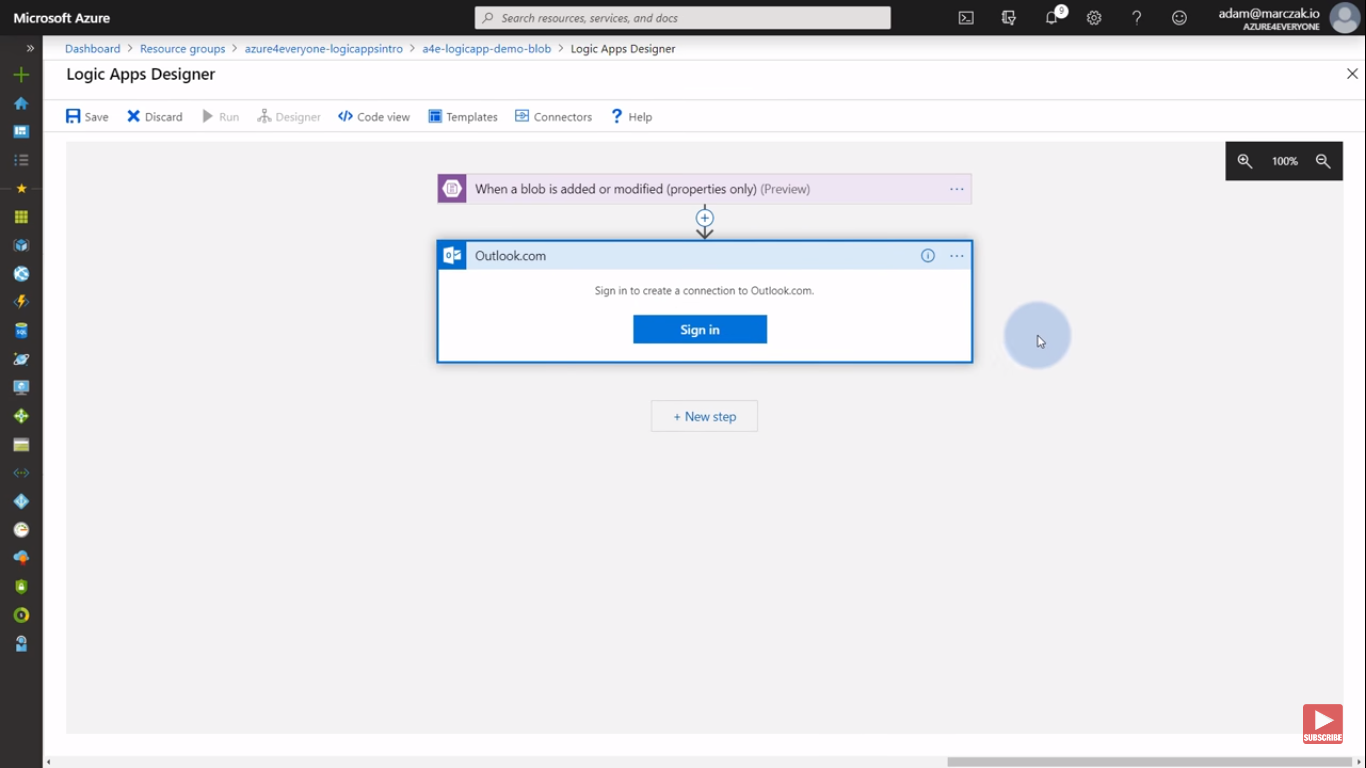 Microsoft Azure
Search resources, services, and docs
9
adam@marczak.io
AZURE4EVERYONE
Dashboard > Resource groups > azure4everyone-logicappsintro > a4e-logicapp-demo-blob > Logic Apps Designer
Logic Apps Designer
Save Discard Run Designer Code view Templates Connectors Help
100%
When a blob is added or modified (properties only) (Preview)
Outlook.com
Sign in to create a connection to Outlook.com.
Sign in
+ New step
SUBSCRIBE